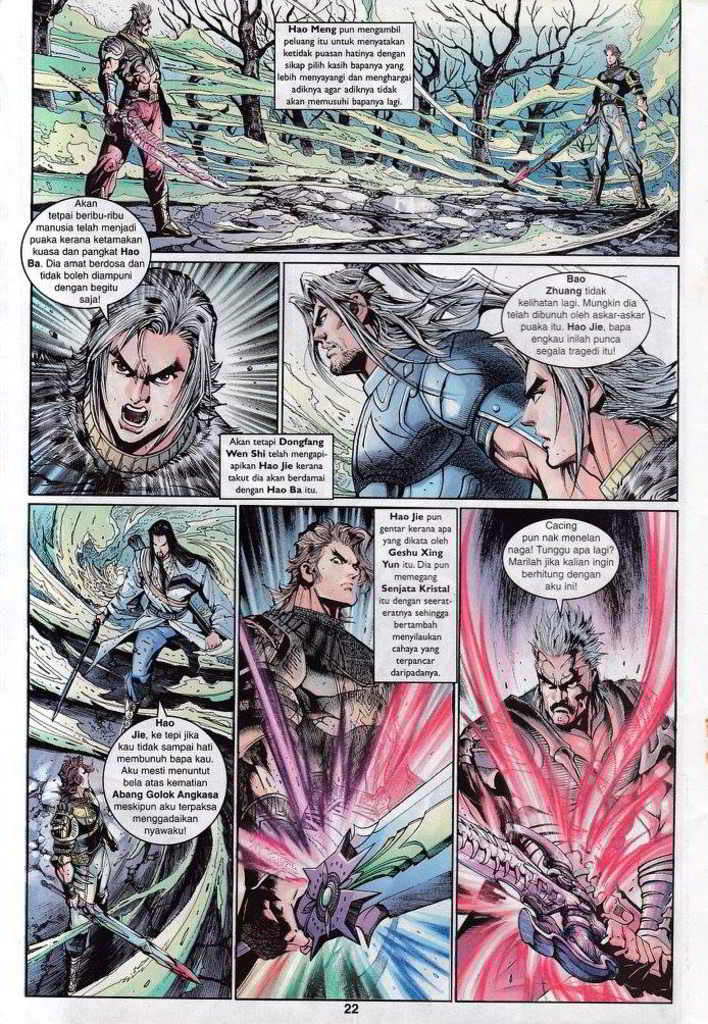 Hao Meng pun mengambil
peluang itu untuk menyatakan
ketidak puasan hatinya dengan
sikap pilih kasih bapanya yang
lebih menyayangi dan menghargai
adiknya agar adiknya tidak
akan memusuhi bapanya lagi.
Akan
tetpai beribu-ribu
manusia telah menjadi
puaka kerana ketamakan
kuasa dan pangkat Hao
Ba. Dia amat berdosa dan
tidak boleh diampuni
dengan begitu
saja!
Akan tetapi Dongfang
Wen Shi telah mengapi-
apikan Hao Jie kerana
takut dia akan berdamai
dengan Hao Ba itu.
Bao
Zhuang tidak
kelihatan lagi. Mungkin dia
telah dibunuh oleh askar-askar
puaka itu. Hao Jie, bapa
engkau inilah punca
segala tragedi itu!
Hao
Jie, ke tepi jika
kau tidak sampai hati
membunuh bapa kau.
Aku mesti menuntut
bela atas kematian
Abang Golok Angkasa
meskipun aku terpaksa
menggadaikan
nyawaku!
Hao Jie pun
gentar kerana apa
yang dikata oleh
Geshu Xing
Yun itu. Dia pun
memegang
Senjata Kristal
itu dengan seerat-
eratnya sehingga
bertambah
menyilaukan
cahaya yang
terpancar
daripadanya.
Cacing
pun nak menelan
naga! Tunggu apa lagi?
Marilah jika kalian ingin
berhitung dengan
aku ini!
22